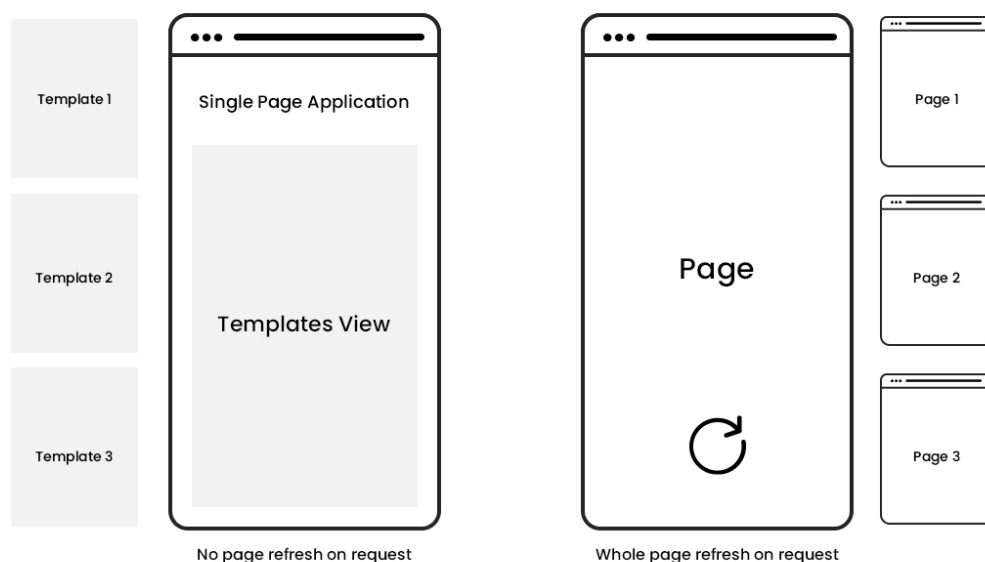 Template 1
Template 2
Template 3
Single Page Application
Templates View
No page refresh on request
Page
Whole page refresh on request
Page 1
Page 2
Page 3